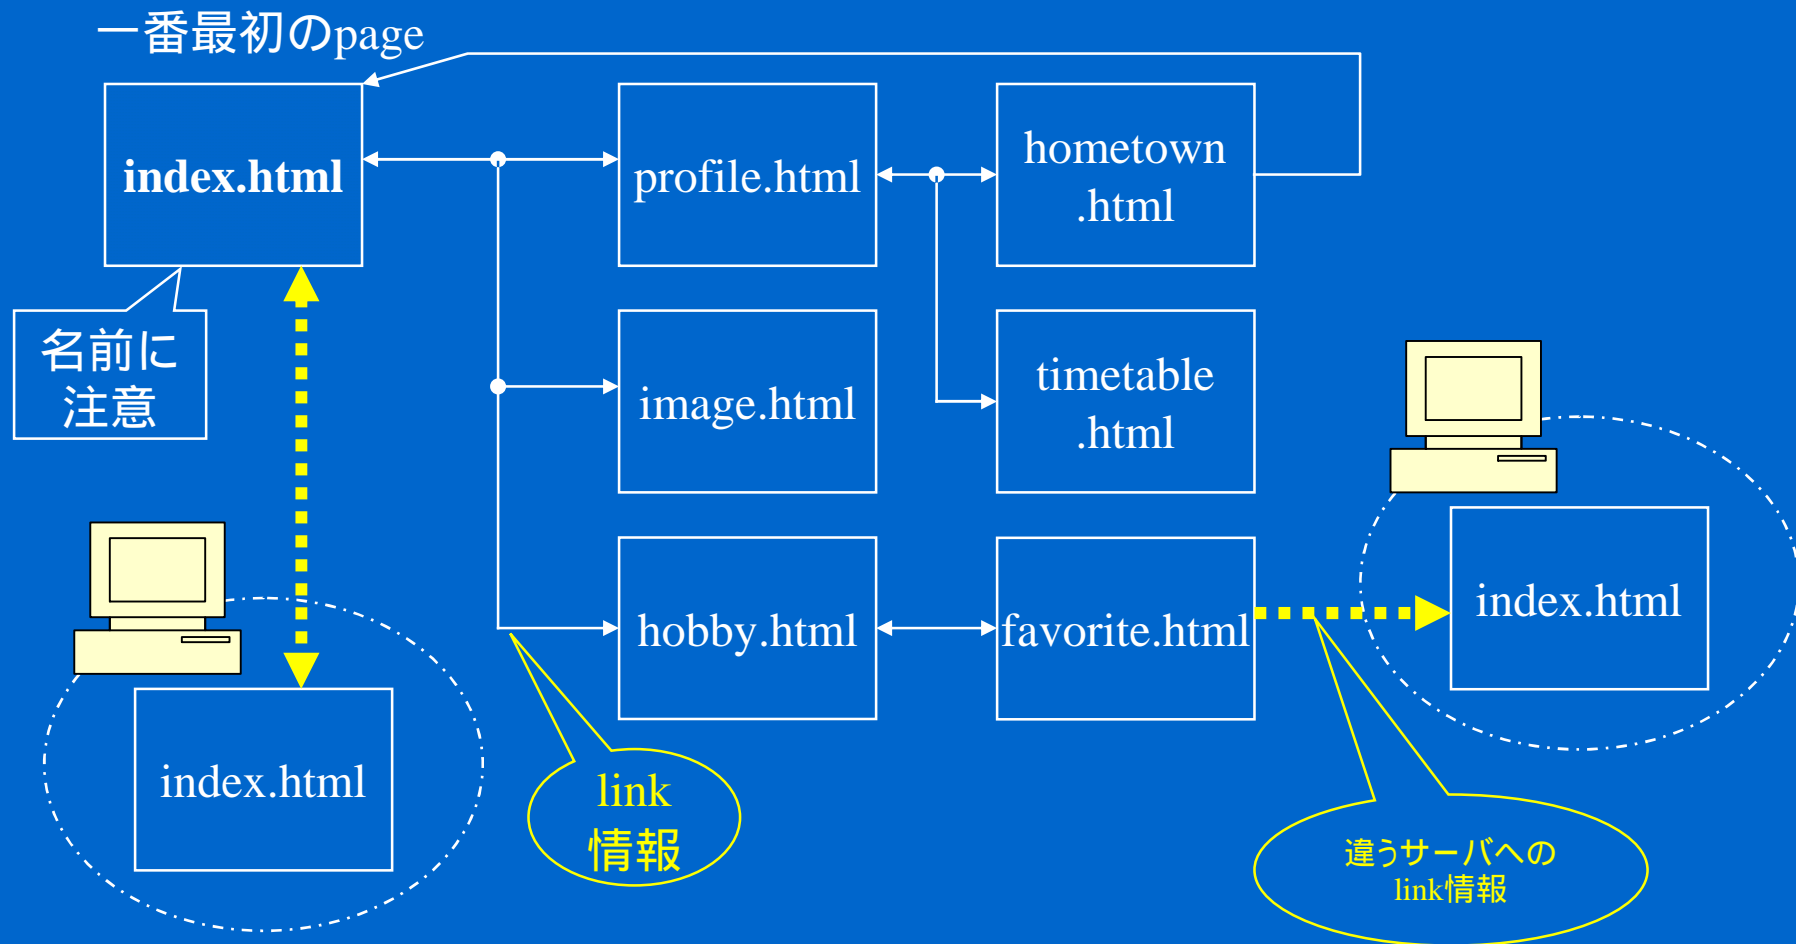 一番最初のpage
index.html
profile.html
hometown
.html
名前に
注意
image.html
timetable
.html
hobby.html
favorite.html
index.html
index.html
link
情報
違うサーバへの
link情報